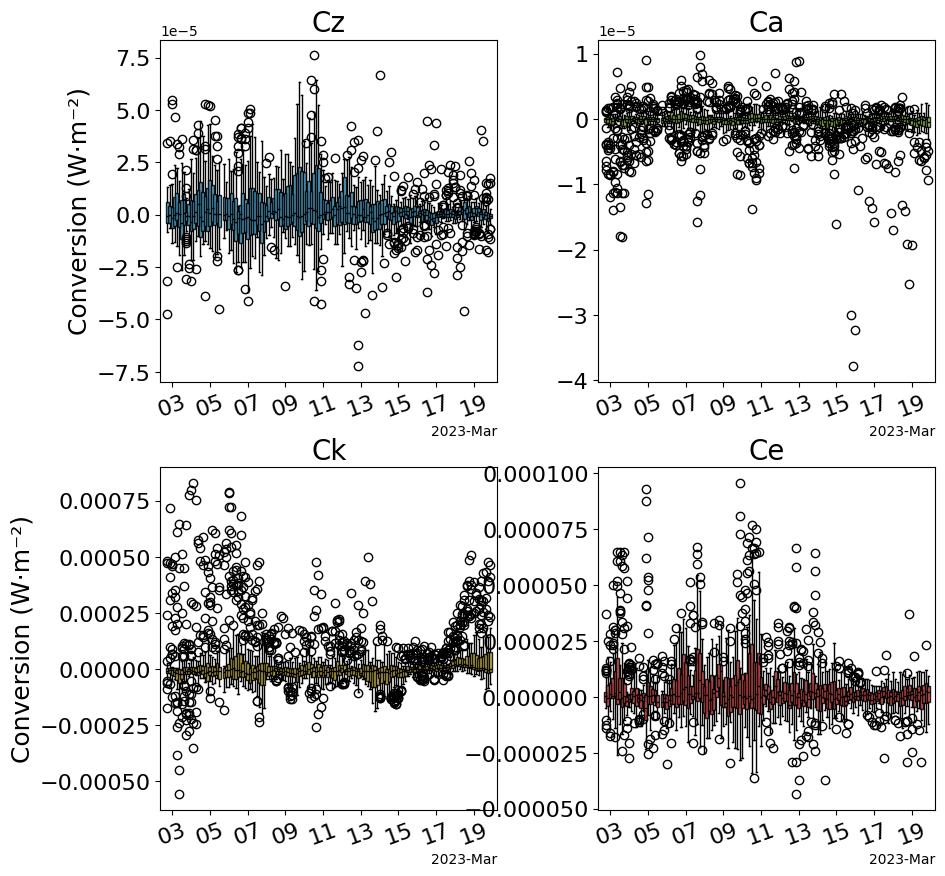 Cz
1e−5
7.5
5.0
2.5
0.0
−2.5
−5.0
−7.5
Conversion (W·m⁻²)
03 05 07 09 11 13 15 17 19
2023-Mar
Ca
1e−5
1
0
−1
−2
−3
−4
03 05 07 09 11 13 15 17 19
2023-Mar
Ck
0.00075
0.00050
0.00025
0.00000
−0.00025
−0.00050
Conversion (W·m⁻²)
03 05 07 09 11 13 15 17 19
2023-Mar
Ce
0.000100
0.000075
0.000050
0.000025
0.000000
−0.000025
−0.000050
03 05 07 09 11 13 15 17 19
2023-Mar